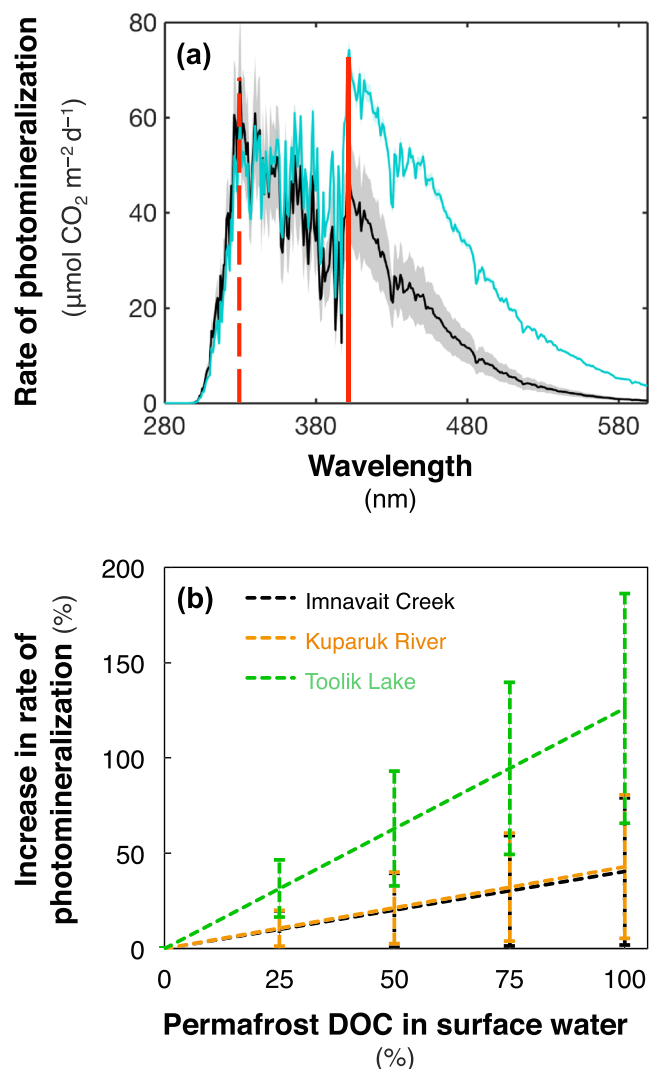 (a)
Rate of photomineralization
(µmol CO₂ m⁻² d⁻¹)
80
60
40
20
0
280 380 480 580
Wavelength
(nm)
(b)
Increase in rate of
photomineralization (%)
200
150
100
50
0
Imnavait Creek
Kuparuk River
Toolik Lake
0 25 50 75 100
Permafrost DOC in surface water
(%)